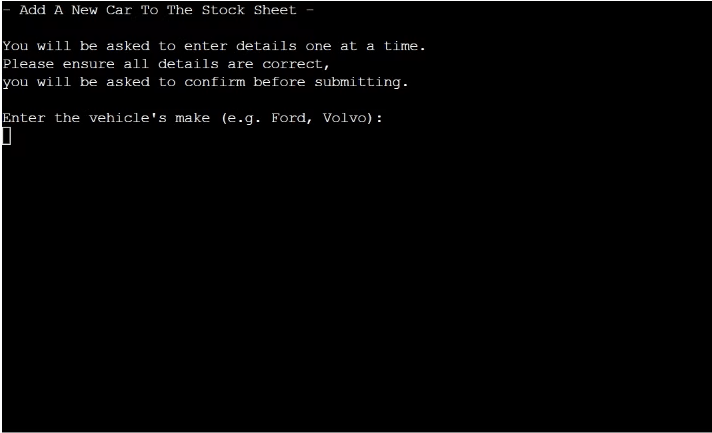 - Add A New Car To The Stock Sheet -
You will be asked to enter details one at a time.
Please ensure all details are correct,
you will be asked to confirm before submitting.
Enter the vehicle's make (e.g. Ford, Volvo):